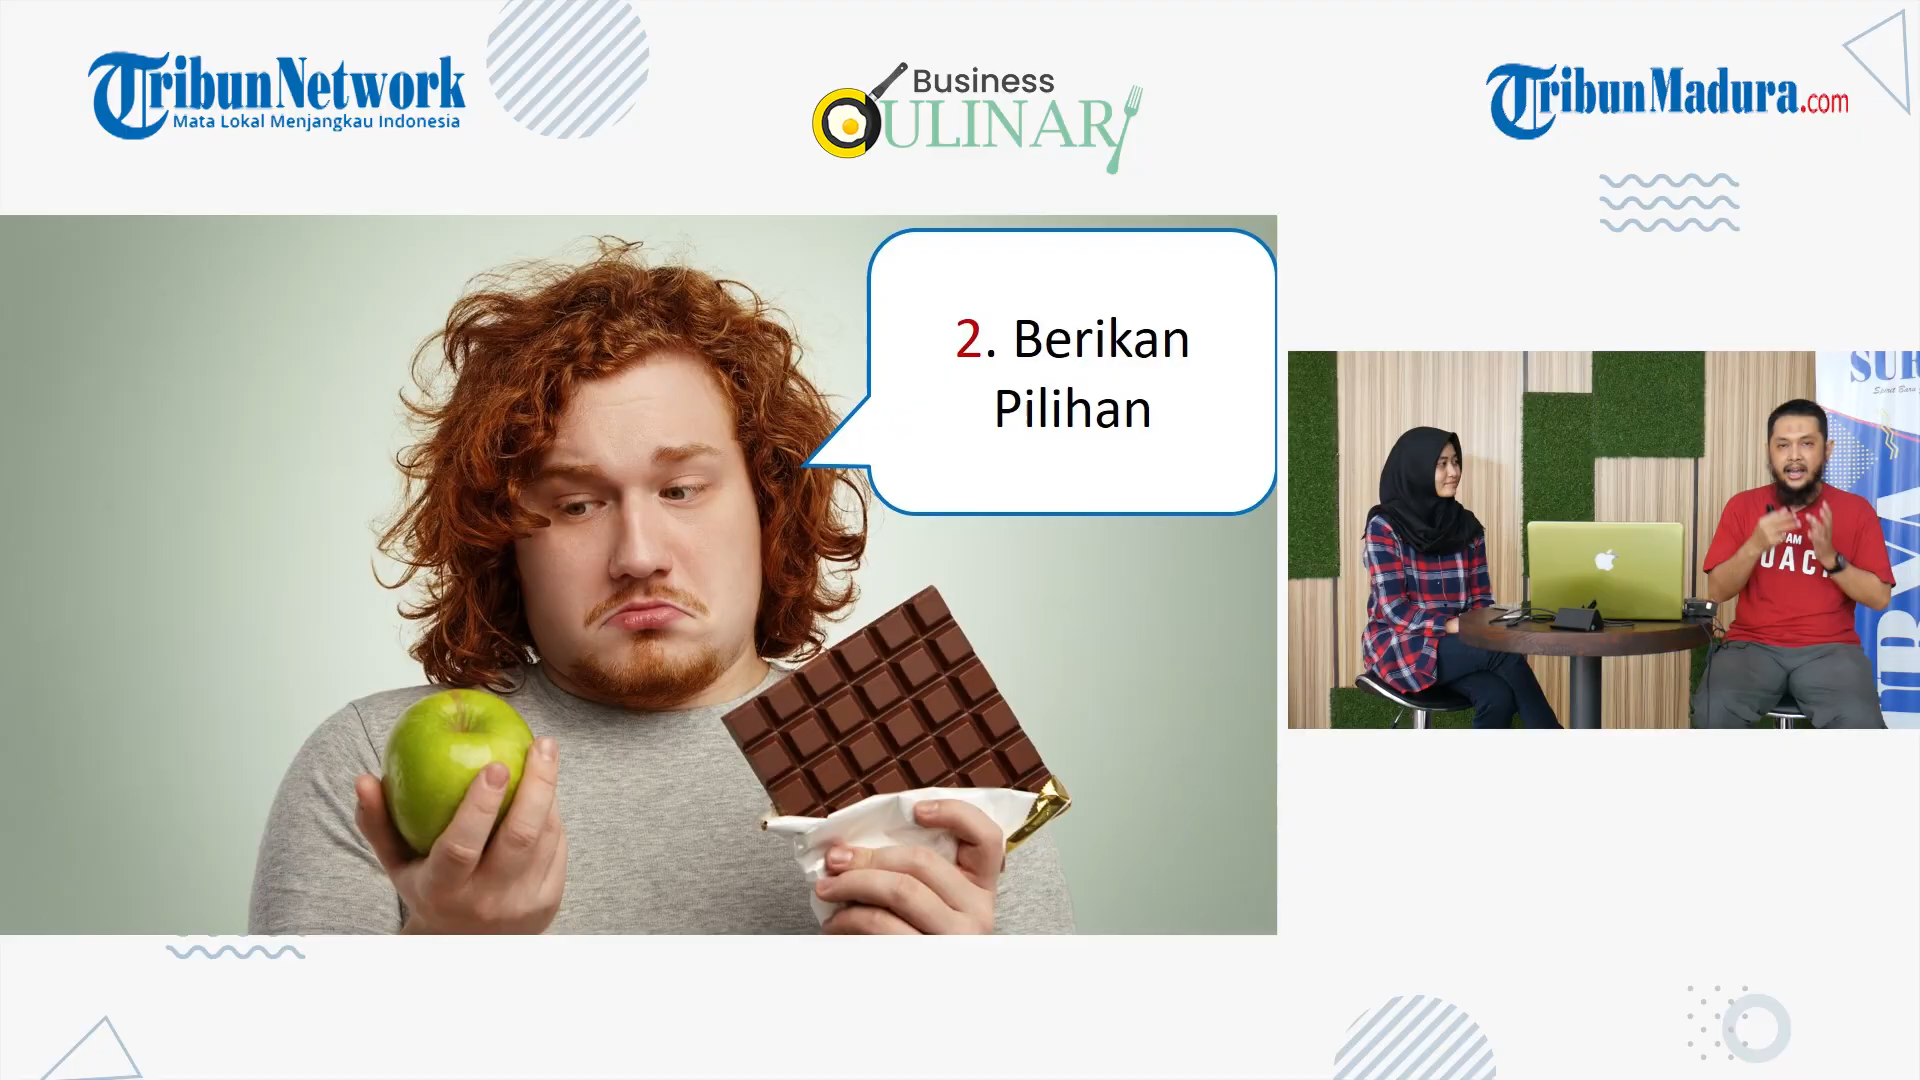 TribunNetwork
Mata Lokal Menjangkau Indonesia
Business
CULINARY
TribunMadura.com
2. Berikan
Pilihan